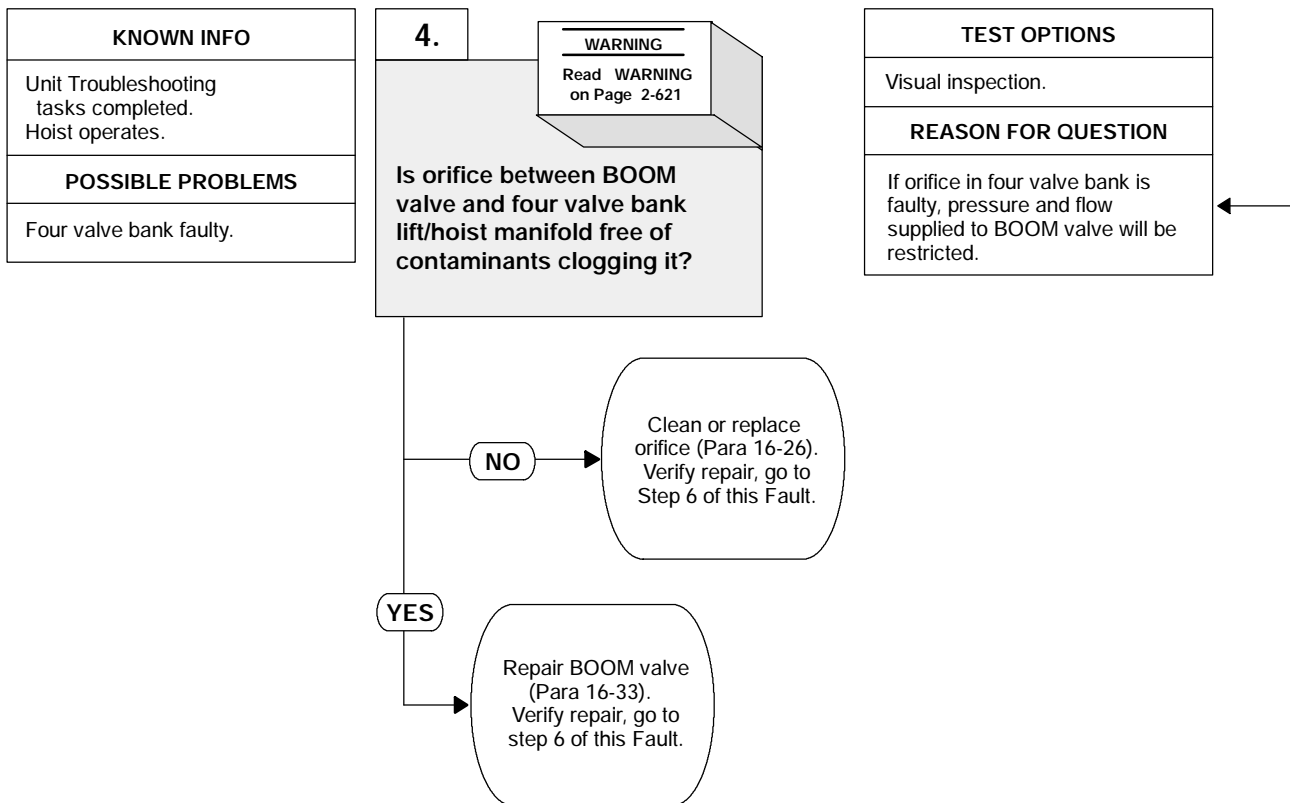 KNOWN INFO
Unit Troubleshooting
tasks completed.
Hoist operates.
POSSIBLE PROBLEMS
Four valve bank faulty.
4.
WARNING
Read WARNING
on Page 2-621
Is orifice between BOOM
valve and four valve bank
lift/hoist manifold free of
contaminants clogging it?
TEST OPTIONS
Visual inspection.
REASON FOR QUESTION
If orifice in four valve bank is
faulty, pressure and flow
supplied to BOOM valve will be
restricted.
NO
Clean or replace
orifice (Para 16-26).
Verify repair, go to
Step 6 of this Fault.
YES
Repair BOOM valve
(Para 16-33).
Verify repair, go to
step 6 of this Fault.